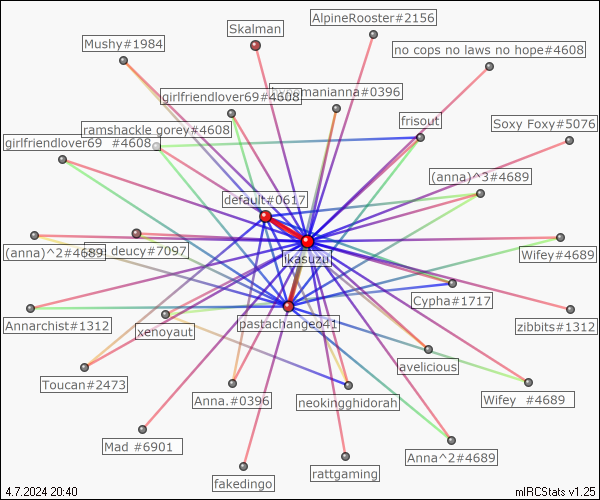 AlpineRooster#2156
Skalman
Mushy#1984
no cops no laws no hope#4608
girlfriendlover69#4608
manianna#0396
frisout
Soxy Foxy#5076
ramshackle gorey#4608
girlfriendlover69 #4608
(anna)^3#4689
default#0617
(anna)^2#4689
deucy#7097
Wifey#4689
ikasuzu
Cypha#1717
Annarchist#1312
xenoyaut
pastachangeo41
zibbits#1312
avelicious
Toucan#2473
Anna.#0396
neokingghidorah
Wifey #4689
Mad #6901
Anna^2#4689
rattgaming
fakedingo
4.7.2024 20:40
mIRCStats v1.25